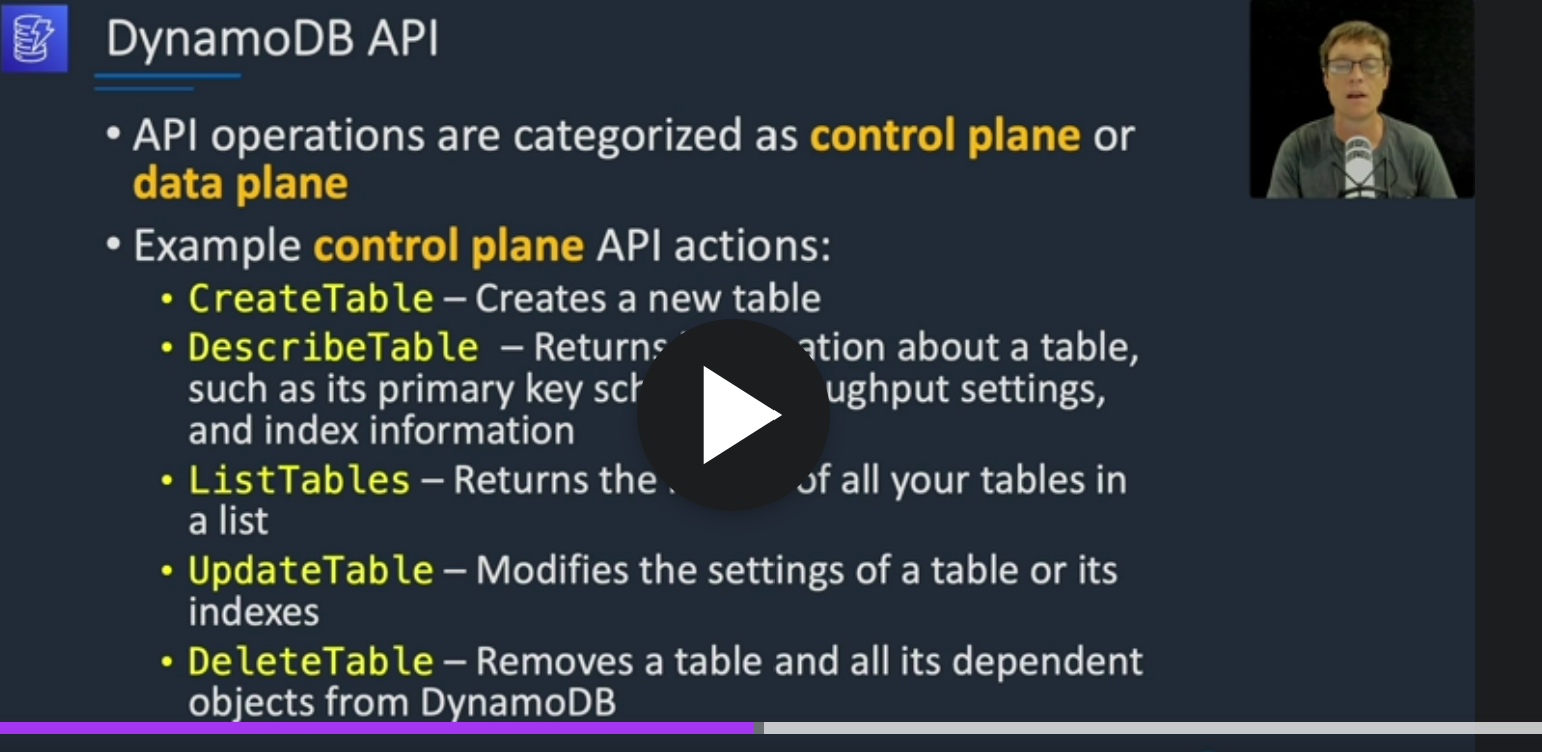 DynamoDB API
• API operations are categorized as control plane or
data plane
• Example control plane API actions:
• CreateTable – Creates a new table
• DescribeTable – Returns ation about a table,
such as its primary key sch ughput settings,
and index information
• ListTables – Returns the of all your tables in
a list
• UpdateTable – Modifies the settings of a table or its
indexes
• DeleteTable – Removes a table and all its dependent
objects from DynamoDB